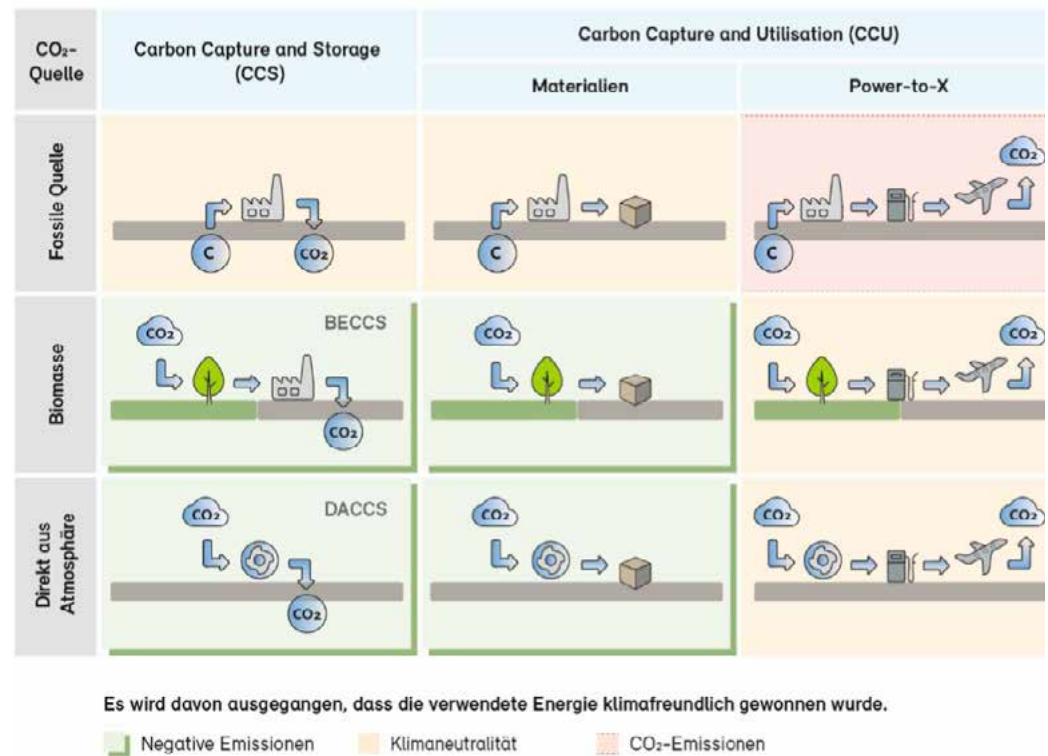 CO₂-
Quelle
Carbon Capture and Storage
(CCS)
Carbon Capture and Utilisation (CCU)
Materialien
Power-to-X
Fossile Quelle
C
CO₂
C
C
CO₂
Biomasse
CO₂
BECCS
CO₂
CO₂
CO₂
CO₂
Direkt aus
Atmosphäre
CO₂
DACCS
CO₂
CO₂
CO₂
CO₂
Es wird davon ausgegangen, dass die verwendete Energie klimafreundlich gewonnen wurde.
Negative Emissionen
Klimaneutralität
CO₂-Emissionen